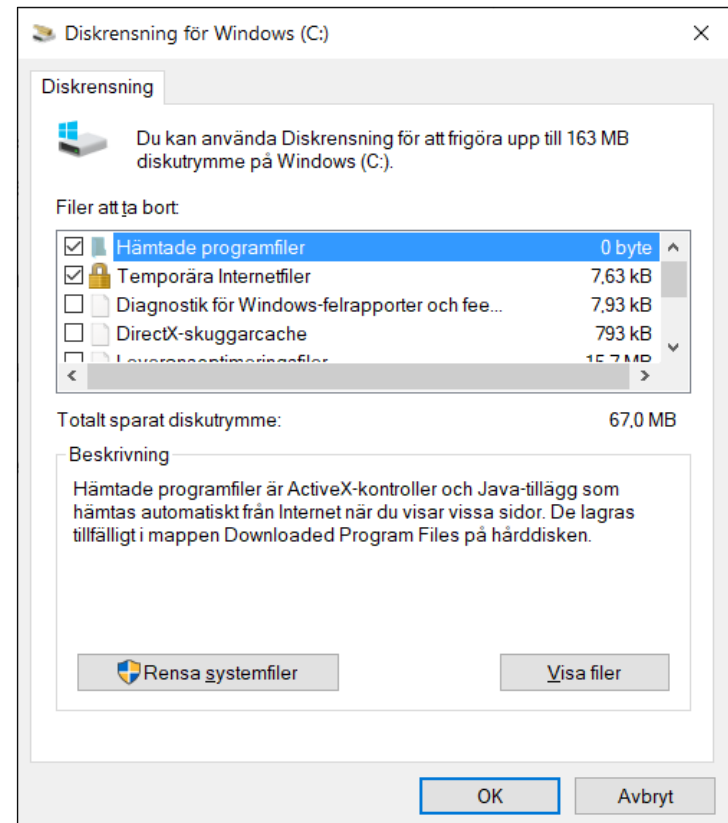 Diskrensning för Windows (C:)
Diskrensning
Du kan använda Diskrensning för att frigöra upp till 163 MB
diskutrymme på Windows (C:).
Filer att ta bort:
Hämtade programfiler 0 byte
Temporära Internetfiler 7,63 kB
Diagnostik för Windows-felrapporter och fee... 7,93 kB
DirectX-skuggarcache 793 kB
Leveransoptimeringsfiler 15,7 MB
Totalt sparat diskutrymme: 67,0 MB
Beskrivning
Hämtade programfiler är ActiveX-kontroller och Java-tillägg som
hämtas automatiskt från Internet när du visar vissa sidor. De lagras
tillfälligt i mappen Downloaded Program Files på hårddisken.
Rensa systemfiler Visa filer
OK Avbryt